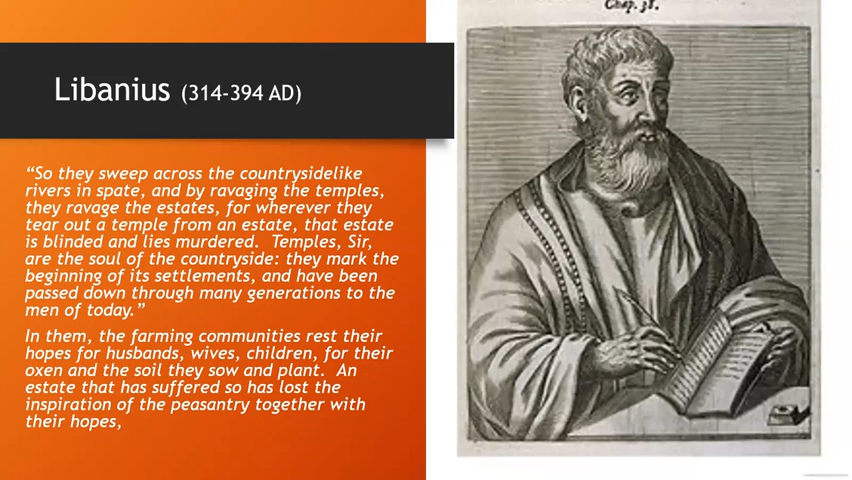 Chap. 38.
Libanius (314-394 AD)
“So they sweep across the countrysidelike
rivers in spate, and by ravaging the temples,
they ravage the estates, for wherever they
tear out a temple from an estate, that estate
is blinded and lies murdered. Temples, Sir,
are the soul of the countryside: they mark the
beginning of its settlements, and have been
passed down through many generations to the
men of today.”
In them, the farming communities rest their
hopes for husbands, wives, children, for their
oxen and the soil they sow and plant. An
estate that has suffered so has lost the
inspiration of the peasantry together with
their hopes,